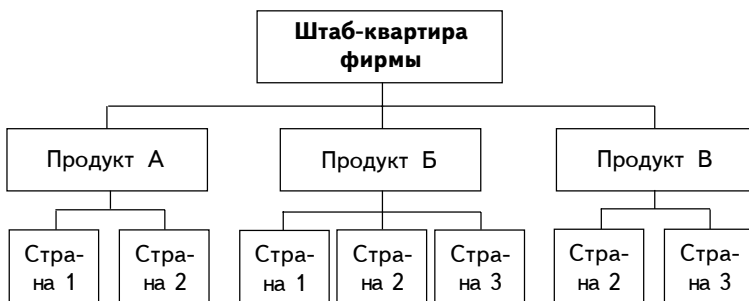 Штаб-квартира
фирмы
Продукт А
Продукт Б
Продукт В
Стра-
на 1
Стра-
на 2
Стра-
на 1
Стра-
на 2
Стра-
на 3
Стра-
на 2
Стра-
на 3